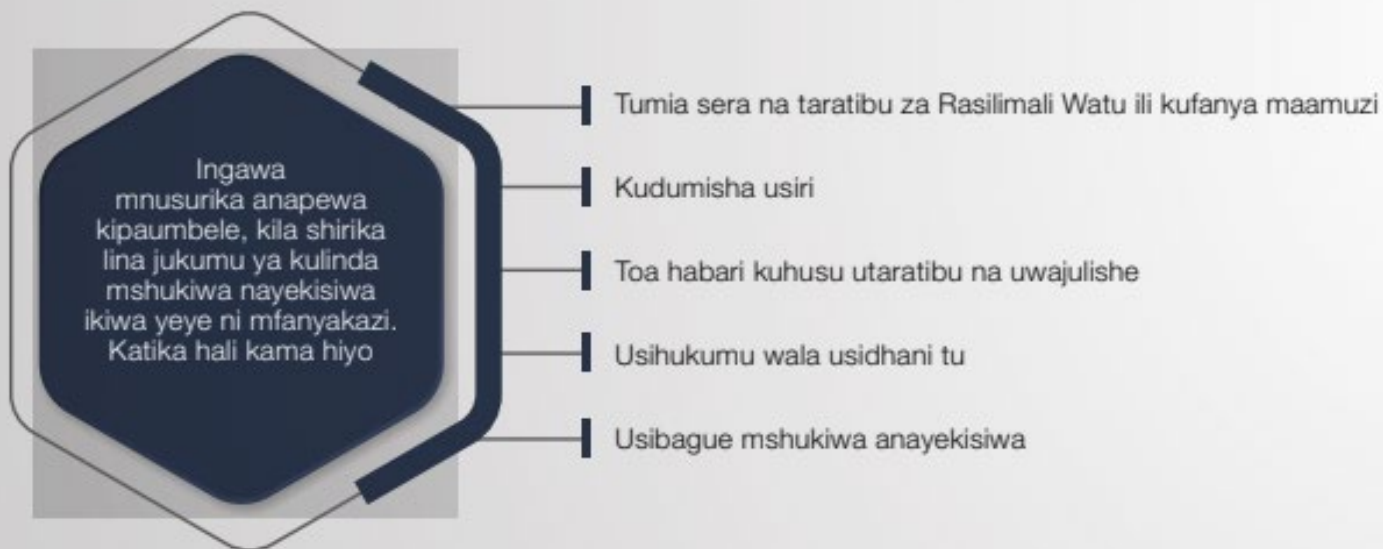 Ingawa
mnusurika anapewa
kipaumbele, kila shirika
lina jukumu ya kulinda
mshukiwa nayekisiwa
ikiwa yeye ni mfanyakazi.
Katika hali kama hiyo
Tumia sera na taratibu za Rasilimali Watu ili kufanya maamuzi
Kudumisha usiri
Toa habari kuhusu utaratibu na uwajulishe
Usihukumu wala usidhani tu
Usibague mshukiwa anayekisiwa